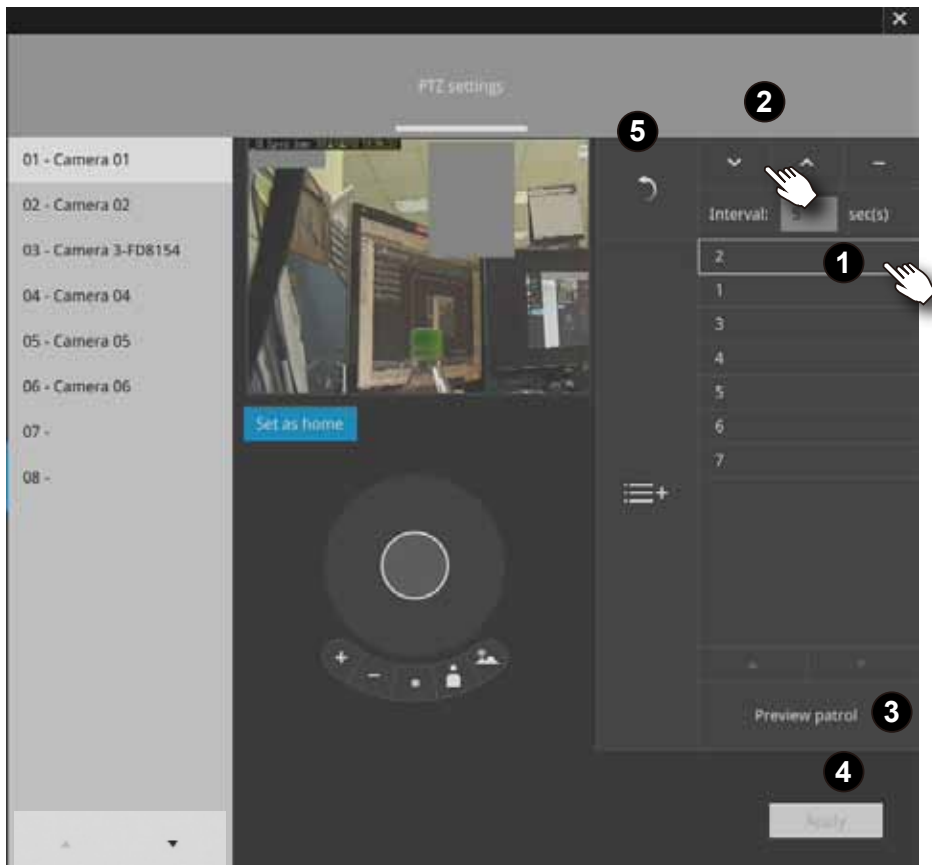 PTZ settings
2
5
01 - Camera 01
02 - Camera 02
03 - Camera 3-FD8154
04 - Camera 04
05 - Camera 05
06 - Camera 06
07 -
08 -
Set as home
Interval: 5 sec(s)
2
1
1
3
4
5
6
7
Preview patrol
3
4
Apply